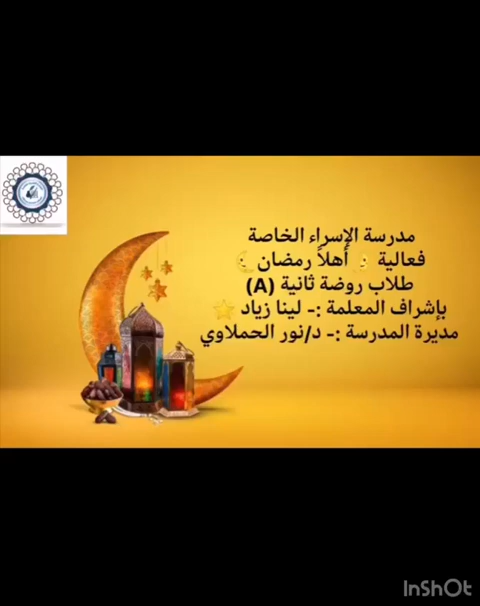 مدرسة الإسراء الخاصة
فعالية 🌛أهلاً رمضان🌜
طلاب روضة ثانية (A)
بإشراف المعلمة :- لينا زياد ⭐
مديرة المدرسة :- د/نور الحملاوي
InShOt